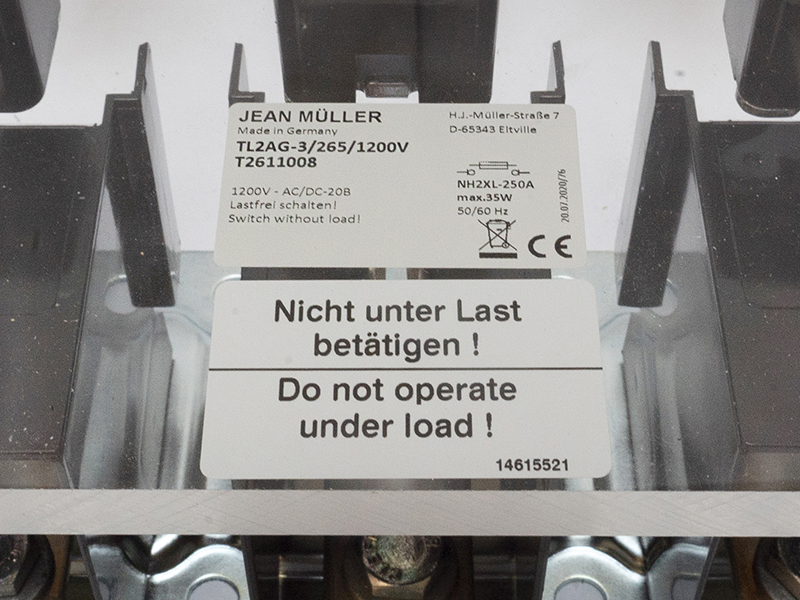 JEAN MÜLLER
Made in Germany
TL2AG-3/265/1200V
T2611008
1200V - AC/DC-20B
Lastfrei schalten!
Switch without load!
H.J.-Müller-Straße 7
D-65343 Eltville
NH2XL-250A
max.35W
50/60 Hz
20.07.2020/76
CE
Nicht unter Last
betätigen !
Do not operate
under load !
14615521